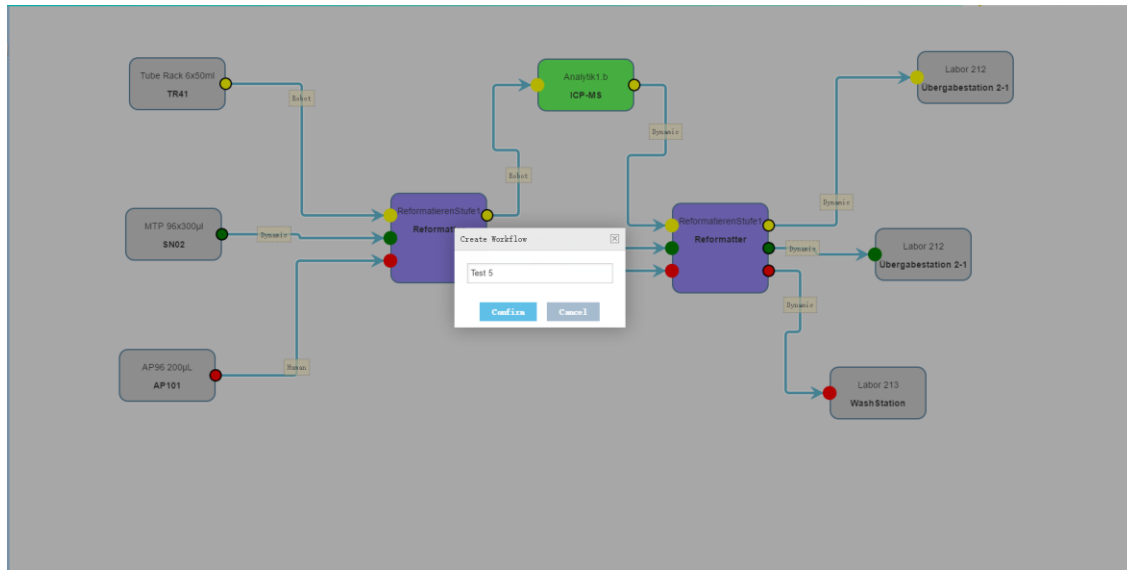 Tube Rack 6x50ml
TR41
Robot
Analytik1.b
ICP-MS
Dynamic
Labor 212
Übergabestation 2-1
Robot
Dynamic
MTP 96x300µl
SN02
Dynamic
ReformatierenStufe1
ReformatierenStufe1
Reformatter
Create Workflow
Test 5
Confirm
Cancel
Dynamic
Labor 212
Übergabestation 2-1
Dynamic
AP96 200µL
AP101
Human
Labor 213
WashStation